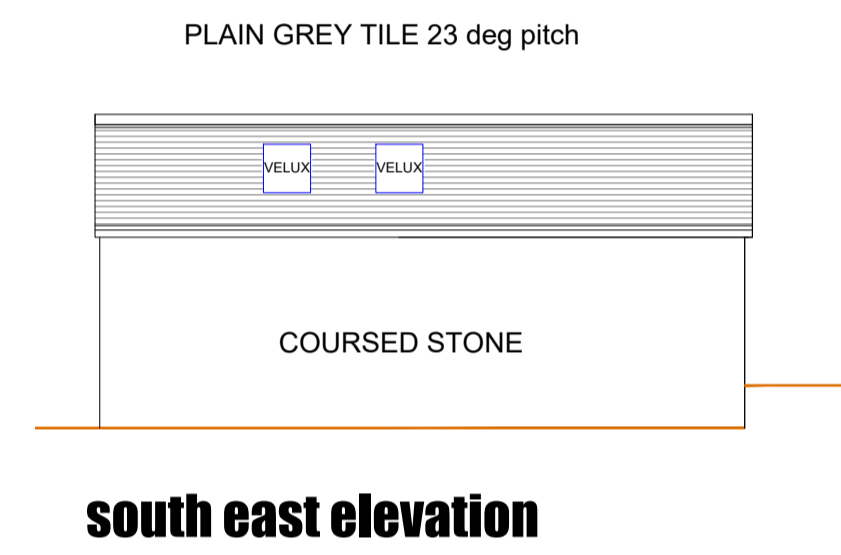 PLAIN GREY TILE 23 deg pitch
VELUX VELUX
COURSED STONE
south east elevation